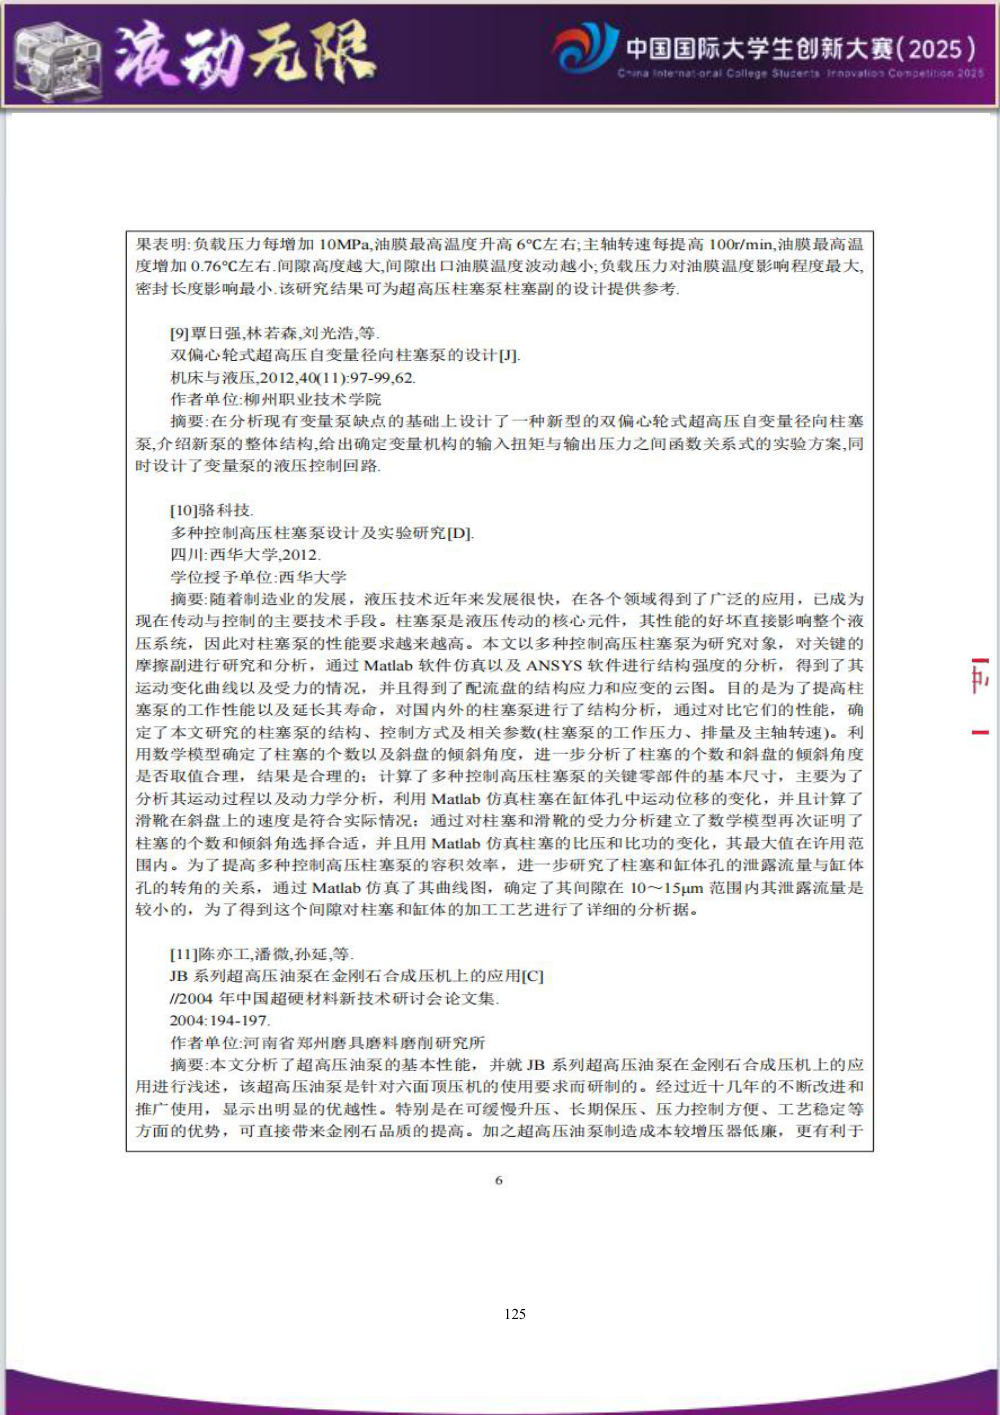 液动无限
中国国际大学生创新大赛(2025)
China International College Students' Innovation Competition 2025
果表明:负载压力每增加 10MPa,油膜最高温度升高 6℃左右;主轴转速每提高 100r/min,油膜最高温
度增加 0.76℃左右.间隙高度越大,间隙出口油膜温度波动越小;负载压力对油膜温度影响程度最大,
密封长度影响最小.该研究结果可为超高压柱塞泵柱塞副的设计提供参考.
[9]覃日强,林若森,刘光浩,等.
双偏心轮式超高压自变量径向柱塞泵的设计[J].
机床与液压,2012,40(11):97-99,62.
作者单位:柳州职业技术学院
摘要:在分析现有变量泵缺点的基础上设计了一种新型的双偏心轮式超高压自变量径向柱塞
泵,介绍新泵的整体结构,给出确定变量机构的输入扭矩与输出压力之间函数关系式的实验方案,同
时设计了变量泵的液压控制回路.
[10]骆科技.
多种控制高压柱塞泵设计及实验研究[D].
四川:西华大学,2012.
学位授予单位:西华大学
摘要:随着制造业的发展，液压技术近年来发展很快，在各个领域得到了广泛的应用，已成为
现在传动与控制的主要技术手段。柱塞泵是液压传动的核心元件，其性能的好坏直接影响整个液
压系统，因此对柱塞泵的性能要求越来越高。本文以多种控制高压柱塞泵为研究对象，对关键的
摩擦副进行研究和分析，通过 Matlab 软件仿真以及 ANSYS 软件进行结构强度的分析，得到了其
运动变化曲线以及受力的情况，并且得到了配流盘的结构应力和应变的云图。目的是为了提高柱
塞泵的工作性能以及延长其寿命，对国内外的柱塞泵进行了结构分析，通过对比它们的性能，确
定了本文研究的柱塞泵的结构、控制方式及相关参数(柱塞泵的工作压力、排量及主轴转速)。利
用数学模型确定了柱塞的个数以及斜盘的倾斜角度，进一步分析了柱塞的个数和斜盘的倾斜角度
是否取值合理，结果是合理的；计算了多种控制高压柱塞泵的关键零部件的基本尺寸，主要为了
分析其运动过程以及动力学分析，利用 Matlab 仿真柱塞在缸体孔中运动位移的变化，并且计算了
滑靴在斜盘上的速度是符合实际情况；通过对柱塞和滑靴的受力分析建立了数学模型再次证明了
柱塞的个数和倾斜角选择合适，并且用 Matlab 仿真柱塞的比压和比功的变化，其最大值在许用范
围内。为了提高多种控制高压柱塞泵的容积效率，进一步研究了柱塞和缸体孔的泄露流量与缸体
孔的转角的关系，通过 Matlab 仿真了其曲线图，确定了其间隙在 10～15μm 范围内其泄露流量是
较小的，为了得到这个间隙对柱塞和缸体的加工工艺进行了详细的分析据。
[11]陈亦工,潘微,孙延,等.
JB 系列超高压油泵在金刚石合成压机上的应用[C]
//2004 年中国超硬材料新技术研讨会论文集.
2004:194-197.
作者单位:河南省郑州磨具磨料磨削研究所
摘要:本文分析了超高压油泵的基本性能，并就 JB 系列超高压油泵在金刚石合成压机上的应
用进行浅述，该超高压油泵是针对六面顶压机的使用要求而研制的。经过近十几年的不断改进和
推广使用，显示出明显的优越性。特别是在可缓慢升压、长期保压、压力控制方便、工艺稳定等
方面的优势，可直接带来金刚石品质的提高。加之超高压油泵制造成本较增压器低廉，更有利于
6
125